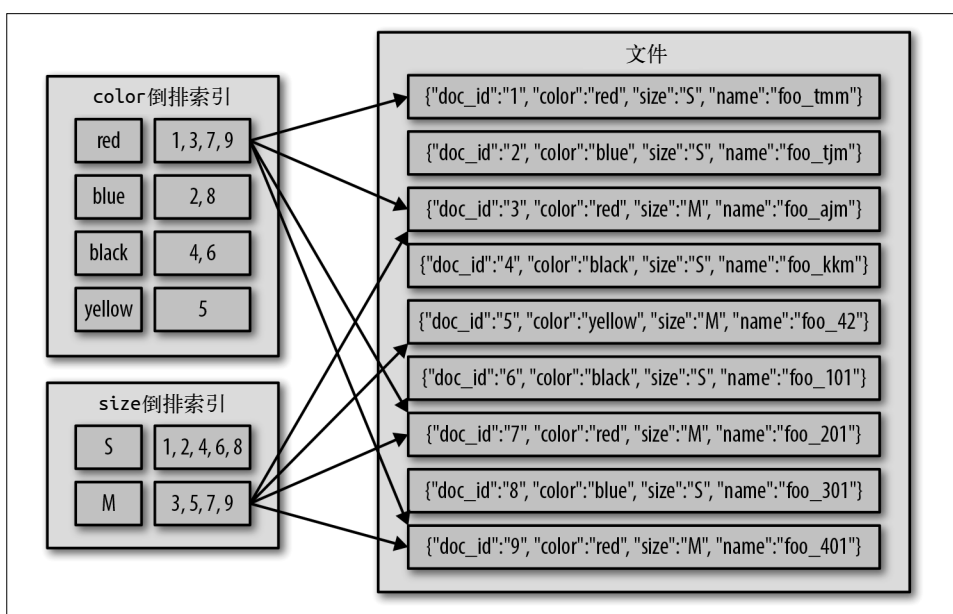 color倒排索引
red
1, 3, 7, 9
blue
2, 8
black
4, 6
yellow
5
size倒排索引
S
1, 2, 4, 6, 8
M
3, 5, 7, 9
文件
{"doc_id":"1", "color":"red", "size":"S", "name":"foo_tmm"}
{"doc_id":"2", "color":"blue", "size":"S", "name":"foo_tjm"}
{"doc_id":"3", "color":"red", "size":"M", "name":"foo_ajm"}
{"doc_id":"4", "color":"black", "size":"S", "name":"foo_kkm"}
{"doc_id":"5", "color":"yellow", "size":"M", "name":"foo_42"}
{"doc_id":"6", "color":"black", "size":"S", "name":"foo_101"}
{"doc_id":"7", "color":"red", "size":"M", "name":"foo_201"}
{"doc_id":"8", "color":"blue", "size":"S", "name":"foo_301"}
{"doc_id":"9", "color":"red", "size":"M", "name":"foo_401"}